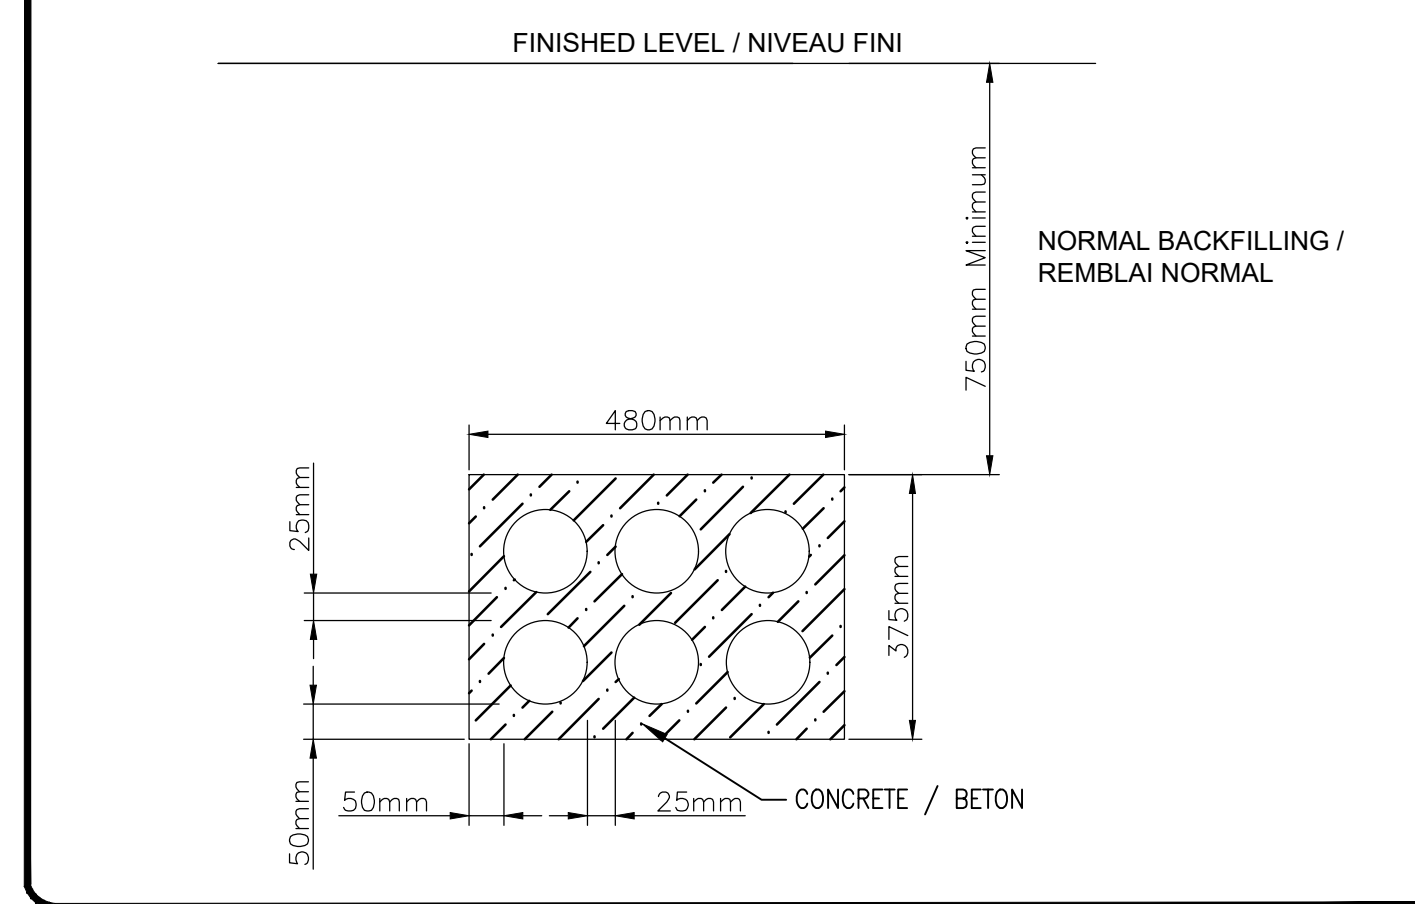 FINISHED LEVEL / NIVEAU FINI
750mm Minimum
NORMAL BACKFILLING /
REMBLAI NORMAL
480mm
25mm
375mm
50mm
50mm
25mm
CONCRETE / BETON